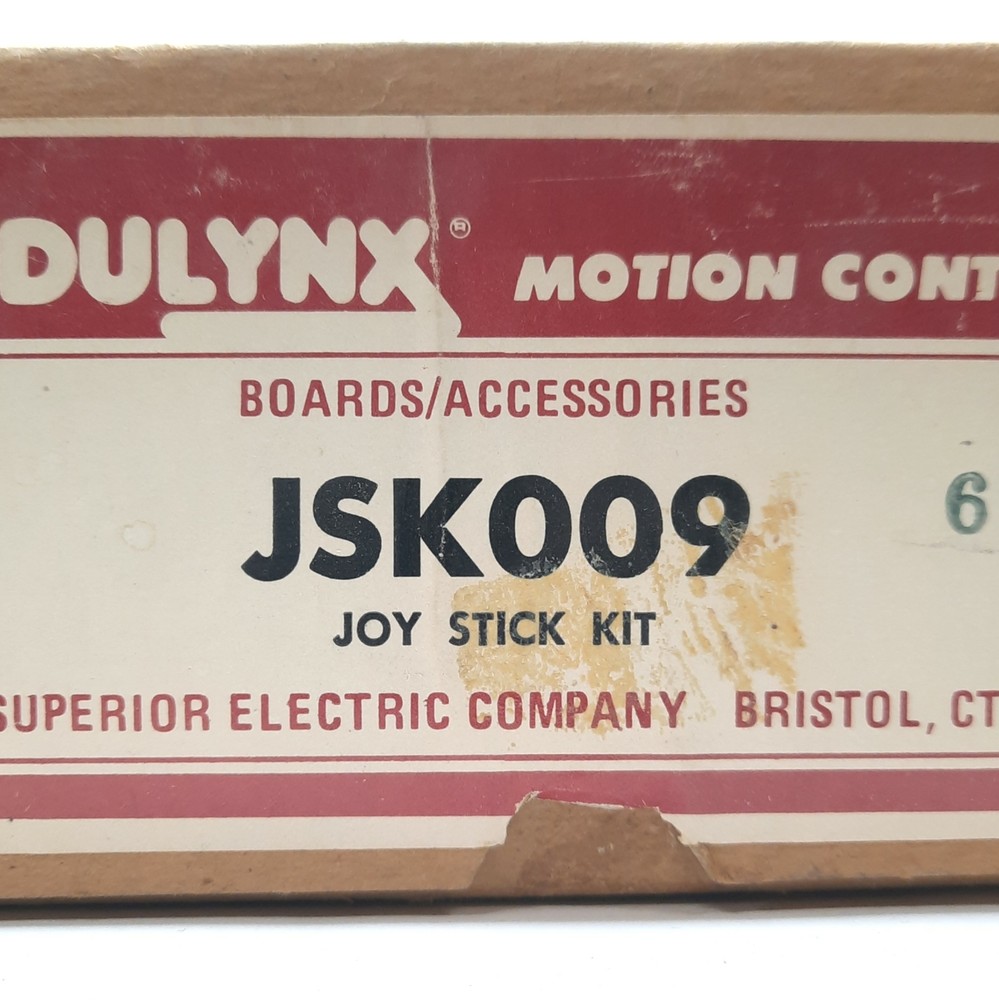 DULYNX® MOTION CONT
BOARDS/ACCESSORIES
JSK009
6
JOY STICK KIT
SUPERIOR ELECTRIC COMPANY BRISTOL, CT